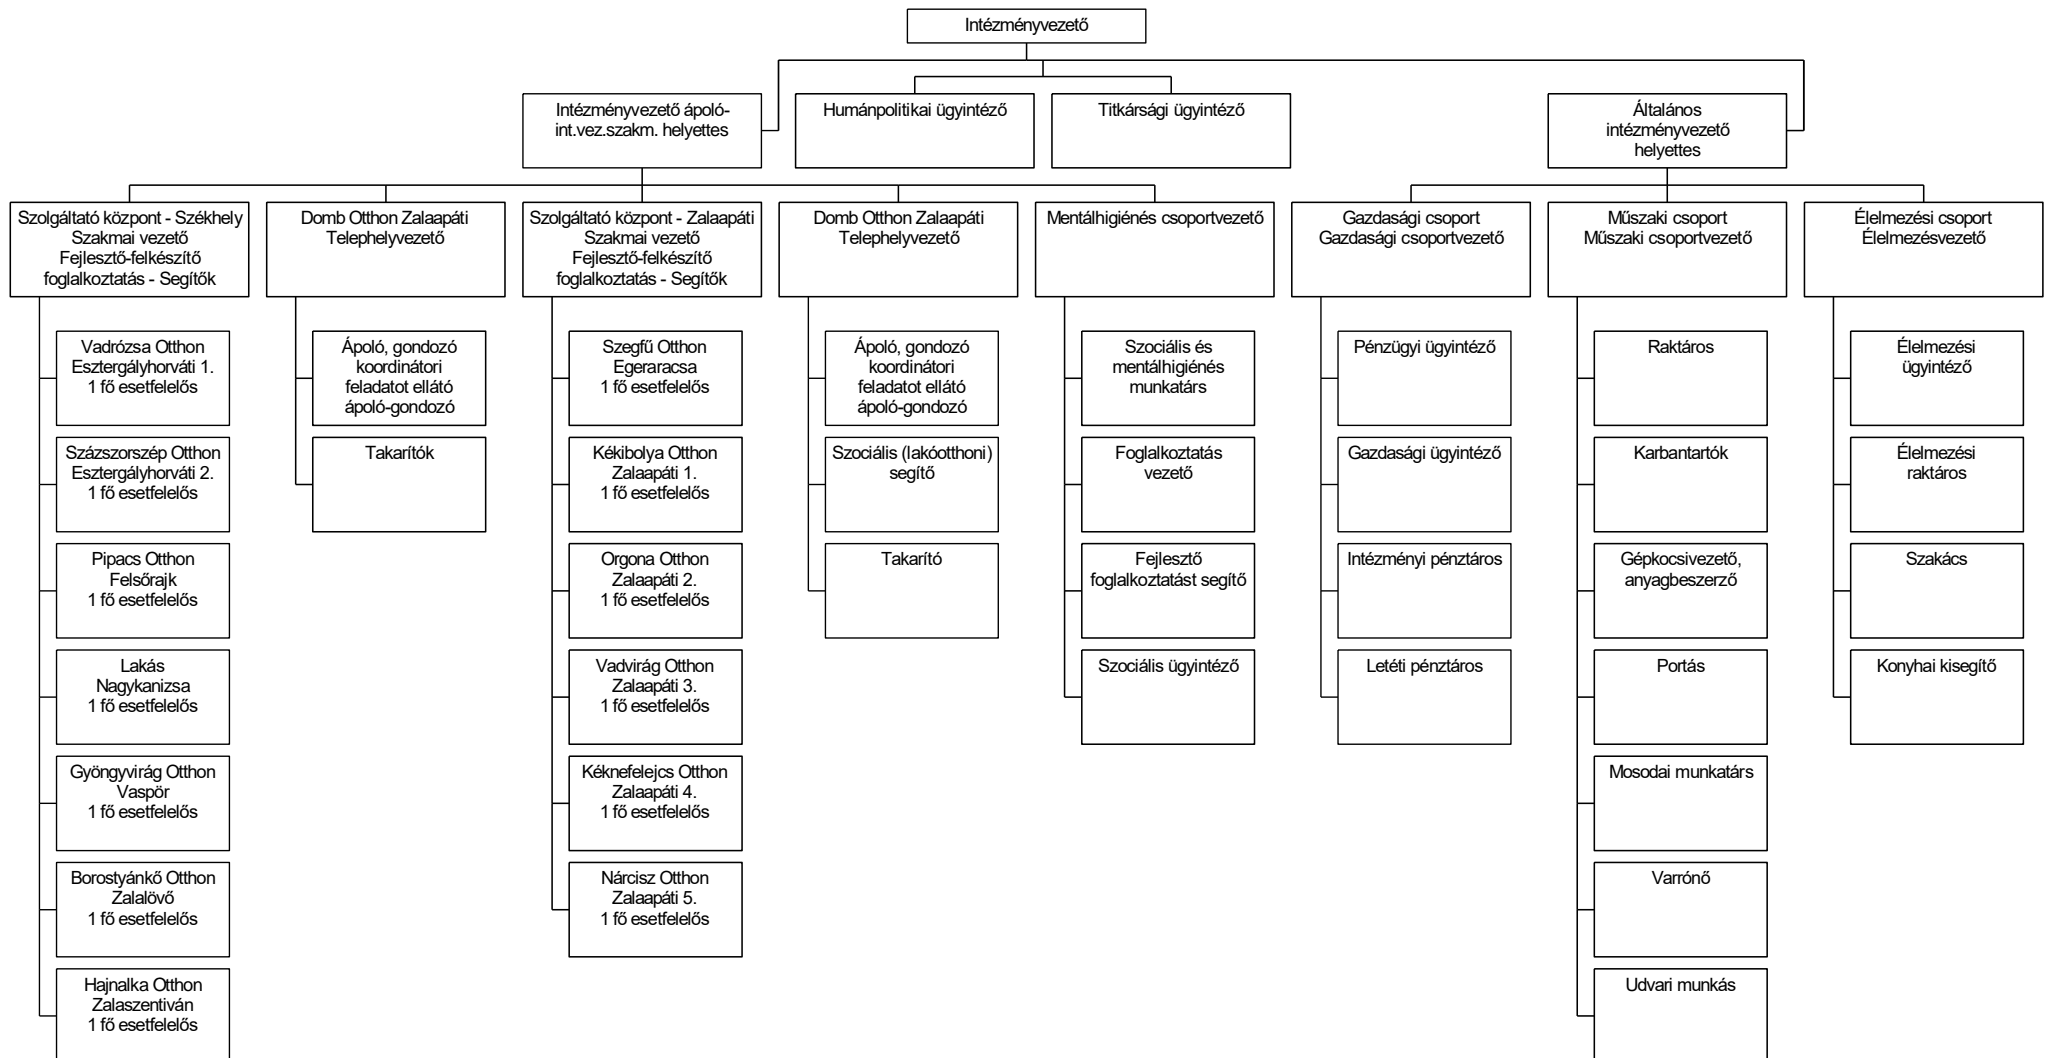 Intézményvezető
Intézményvezető ápoló-
int.vez.szakm. helyettes
Humánpolitikai ügyintéző
Titkársági ügyintéző
Általános
intézményvezető
helyettes
Szolgáltató központ - Székhely
Szakmai vezető
Fejlesztő-felkészítő
foglalkoztatás - Segítők
Domb Otthon Zalaapáti
Telephelyvezető
Szolgáltató központ - Zalaapáti
Szakmai vezető
Fejlesztő-felkészítő
foglalkoztatás - Segítők
Domb Otthon Zalaapáti
Telephelyvezető
Mentálhigiénés csoportvezető
Gazdasági csoport
Gazdasági csoportvezető
Műszaki csoport
Műszaki csoportvezető
Élelmezési csoport
Élelmezésvezető
Vadrózsa Otthon
Esztergályhorváti 1.
1 fő esetfelelős
Százszorszép Otthon
Esztergályhorváti 2.
1 fő esetfelelős
Pipacs Otthon
Felsőrajk
1 fő esetfelelős
Lakás
Nagykanizsa
1 fő esetfelelős
Gyöngyvirág Otthon
Vaspör
1 fő esetfelelős
Borostyánkő Otthon
Zalalövő
1 fő esetfelelős
Hajnalka Otthon
Zalaszentiván
1 fő esetfelelős
Ápoló, gondozó
koordinátori
feladatot ellátó
ápoló-gondozó
Takarítók
Szegfű Otthon
Egeraracsa
1 fő esetfelelős
Kékibolya Otthon
Zalaapáti 1.
1 fő esetfelelős
Orgona Otthon
Zalaapáti 2.
1 fő esetfelelős
Vadvirág Otthon
Zalaapáti 3.
1 fő esetfelelős
Kéknefelejcs Otthon
Zalaapáti 4.
1 fő esetfelelős
Nárcisz Otthon
Zalaapáti 5.
1 fő esetfelelős
Ápoló, gondozó
koordinátori
feladatot ellátó
ápoló-gondozó
Szociális (lakóotthoni)
segítő
Takarító
Szociális és
mentálhigiénés
munkatárs
Foglalkoztatás
vezető
Fejlesztő
foglalkoztatást segítő
Szociális ügyintéző
Pénzügyi ügyintéző
Gazdasági ügyintéző
Intézményi pénztáros
Letéti pénztáros
Raktáros
Karbantartók
Gépkocsivezető,
anyagbeszerző
Portás
Mosodai munkatárs
Varrónő
Udvari munkás
Élelmezési
ügyintéző
Élelmezési
raktáros
Szakács
Konyhai kisegítő